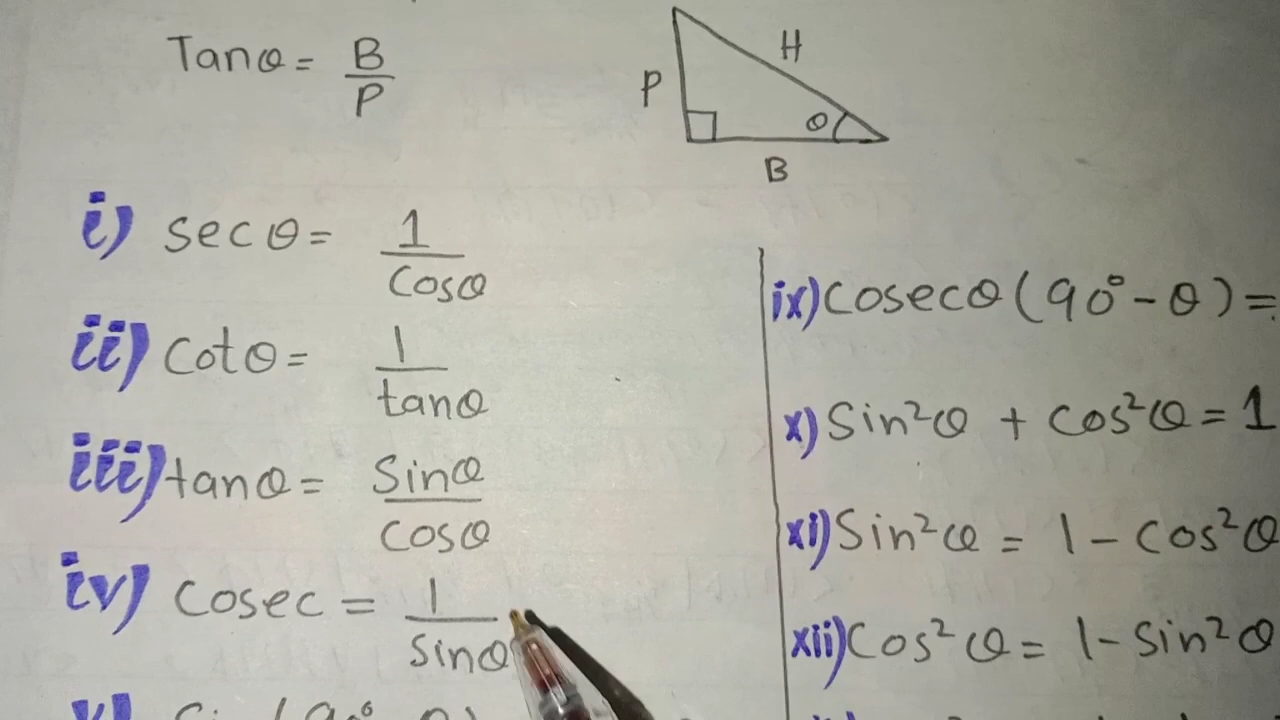 Tanθ = B/P
P
H
θ
B
i) secθ = 1/Cosθ
ii) Cotθ = 1/tanθ
iii) tanθ = Sinθ/Cosθ
iv) Cosec = 1/Sinθ
v)
ix) Cosecθ (90° - θ) =
x) Sin²θ + Cos²θ = 1
xi) Sin²θ = 1 - Cos²θ
xii) Cos²θ = 1 - Sin²θ